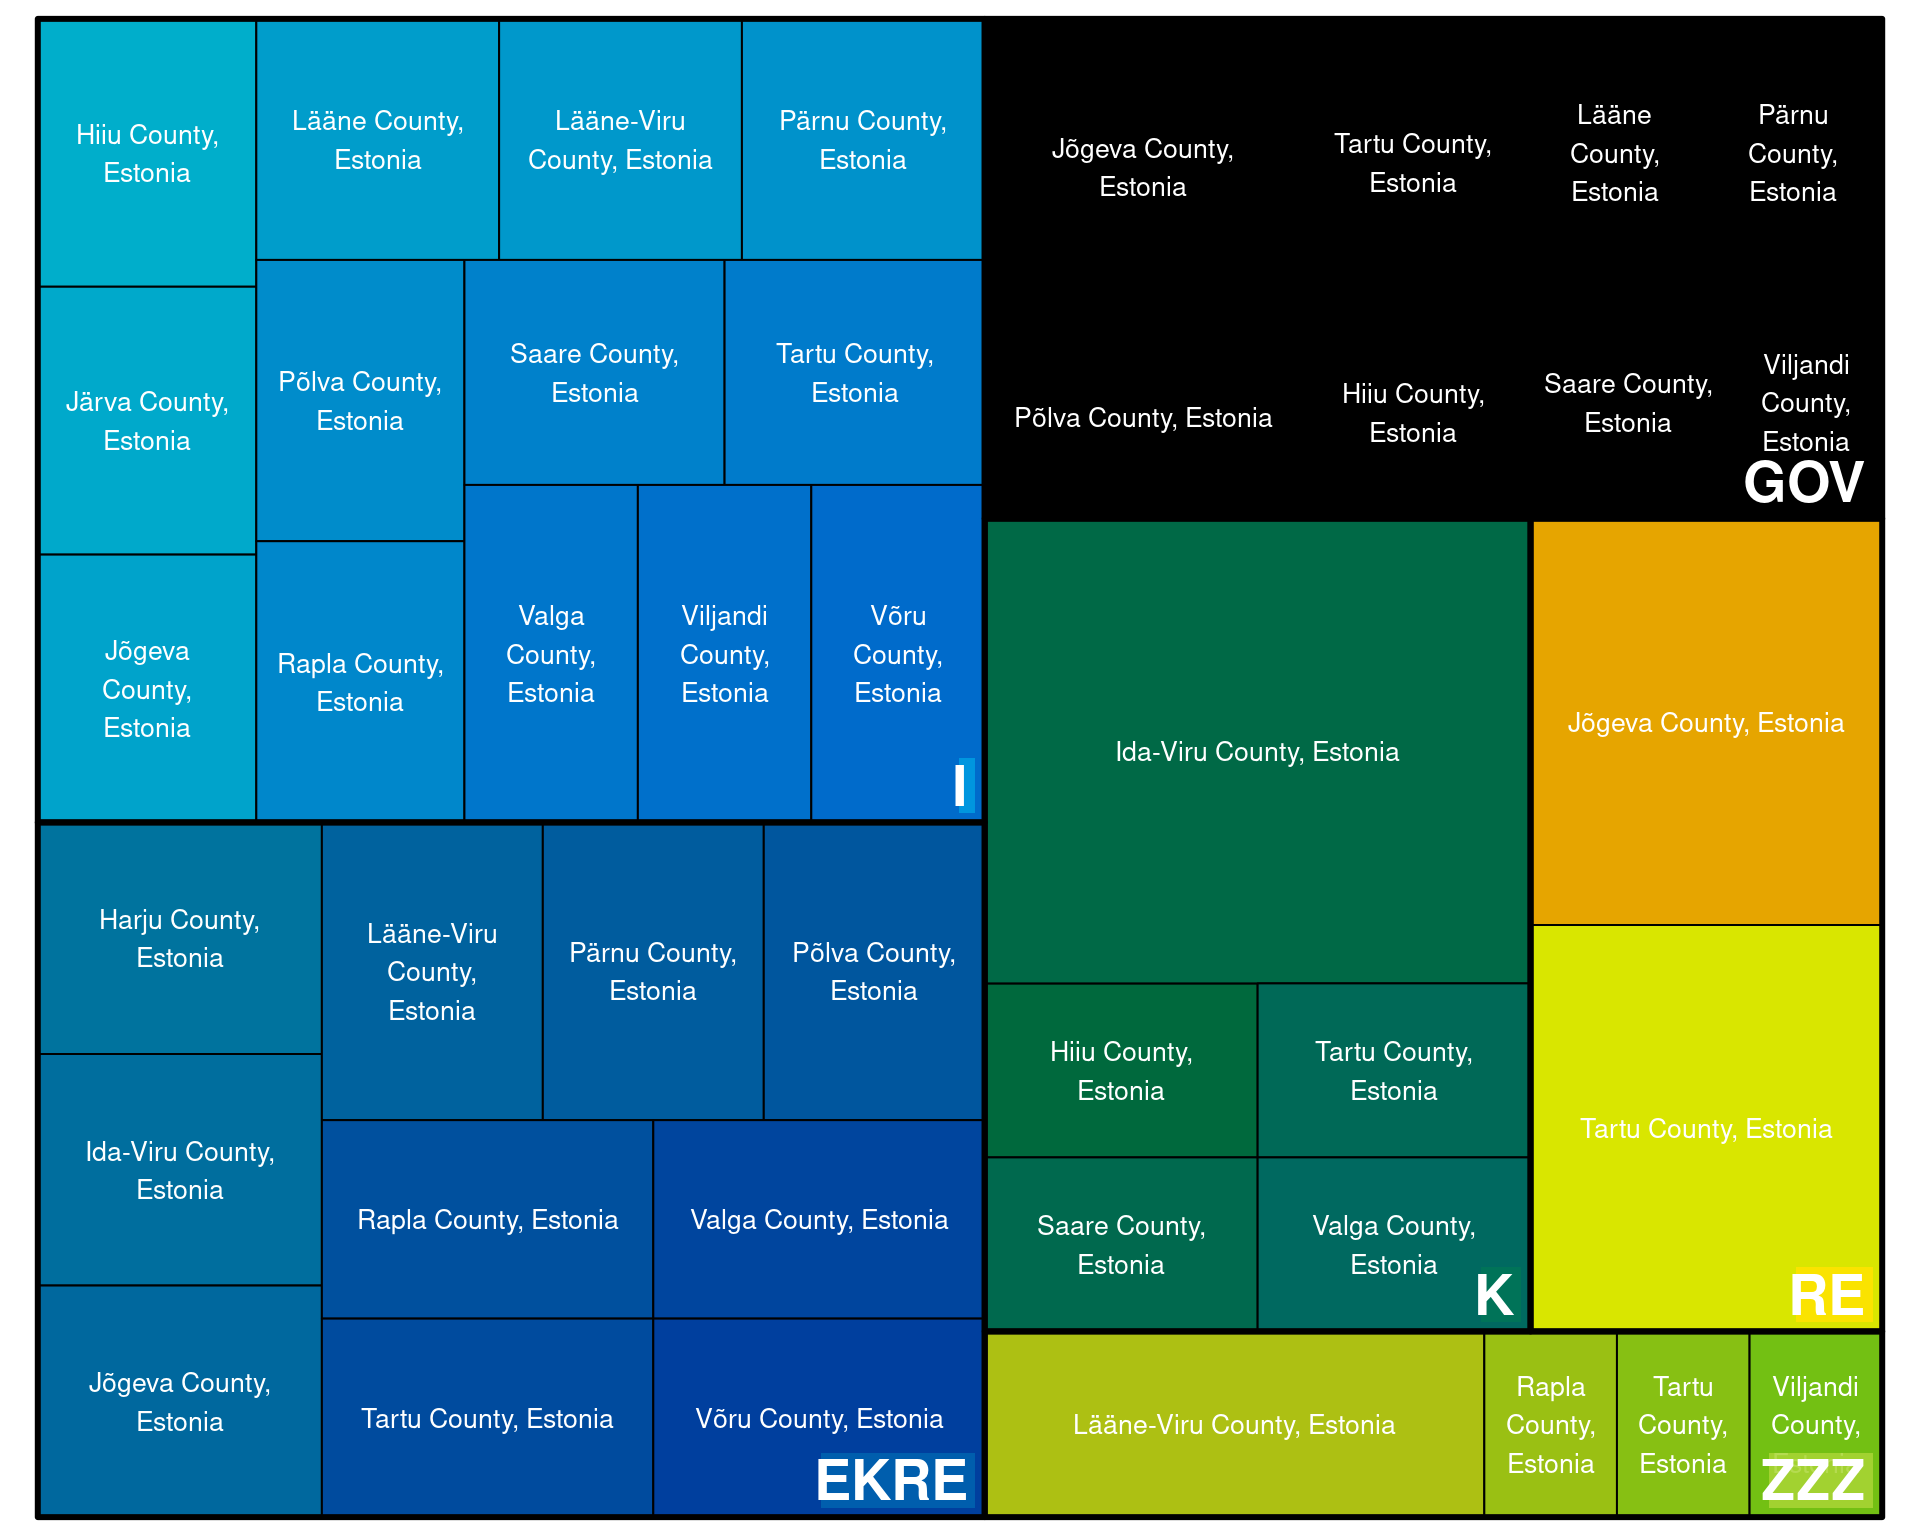 Hiiu County,
Estonia
Lääne County,
Estonia
Lääne-Viru
County, Estonia
Pärnu County,
Estonia
Järva County,
Estonia
Põlva County,
Estonia
Saare County,
Estonia
Tartu County,
Estonia
Jõgeva
County,
Estonia
Rapla County,
Estonia
Valga
County,
Estonia
Viljandi
County,
Estonia
Võru
County,
Estonia
I
Jõgeva County,
Estonia
Tartu County,
Estonia
Lääne
County,
Estonia
Pärnu
County,
Estonia
Põlva County, Estonia
Hiiu County,
Estonia
Saare County,
Estonia
Viljandi
County,
Estonia
GOV
Harju County,
Estonia
Lääne-Viru
County,
Estonia
Pärnu County,
Estonia
Põlva County,
Estonia
Ida-Viru County,
Estonia
Rapla County, Estonia
Valga County, Estonia
Jõgeva County,
Estonia
Tartu County, Estonia
Võru County, Estonia
EKRE
Ida-Viru County, Estonia
Hiiu County,
Estonia
Tartu County,
Estonia
Saare County,
Estonia
Valga County,
Estonia
K
Jõgeva County, Estonia
Tartu County, Estonia
RE
Lääne-Viru County, Estonia
Rapla
County,
Estonia
Tartu
County,
Estonia
Viljandi
County,
ZZZ